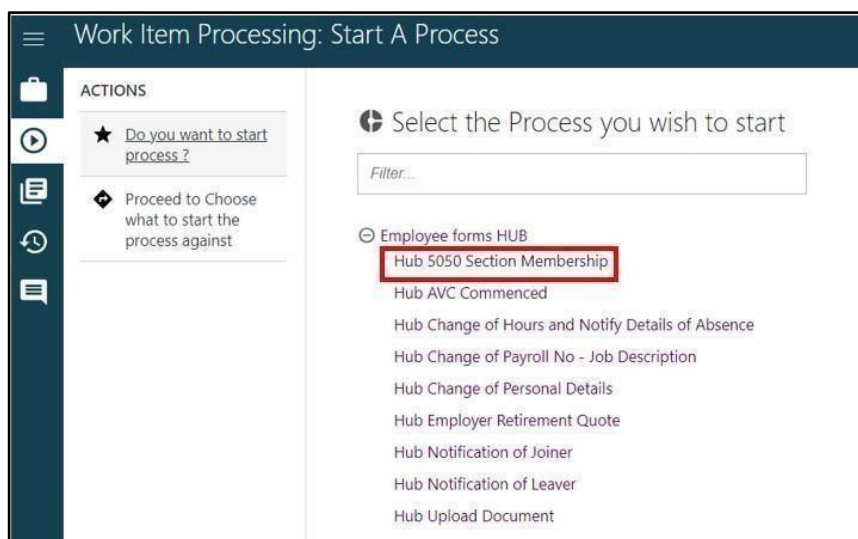 Work Item Processing: Start A Process
ACTIONS
Do you want to start
process ?
Proceed to Choose
what to start the
process against
Select the Process you wish to start
Filter...
Employee forms HUB
Hub 5050 Section Membership
Hub AVC Commenced
Hub Change of Hours and Notify Details of Absence
Hub Change of Payroll No - Job Description
Hub Change of Personal Details
Hub Employer Retirement Quote
Hub Notification of Joiner
Hub Notification of Leaver
Hub Upload Document